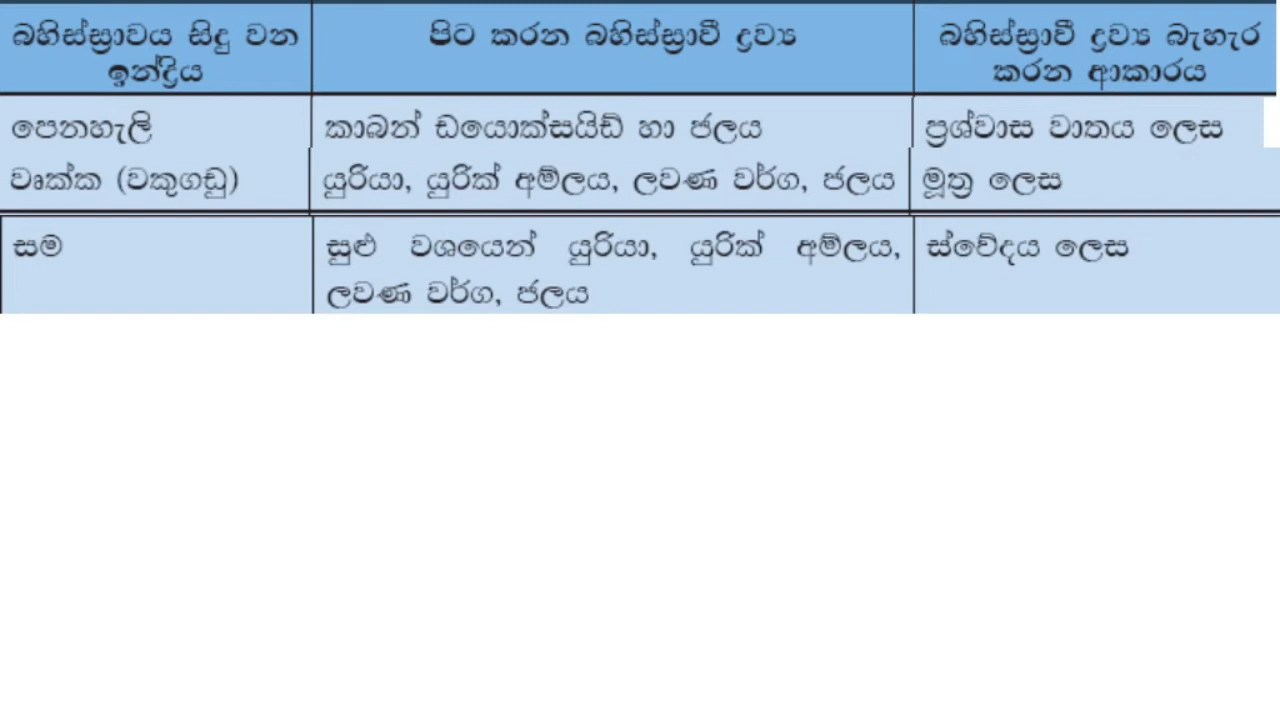 බහිස්ස්‍රාවය සිදු වන ඉන්ද්‍රිය
පිට කරන බහිස්ස්‍රාවී ද්‍රව්‍ය
බහිස්ස්‍රාවී ද්‍රව්‍ය බැහැර කරන ආකාරය
පෙනහැලි
කාබන් ඩයොක්සයිඩ් හා ජලය
ප්‍රශ්වාස වාතය ලෙස
වෘක්ක (වකුගඩු)
යුරියා, යුරික් අම්ලය, ලවණ වර්ග, ජලය
මූත්‍ර ලෙස
සම
සුළු වශයෙන් යුරියා, යුරික් අම්ලය,
ලවණ වර්ග, ජලය
ස්වේදය ලෙස